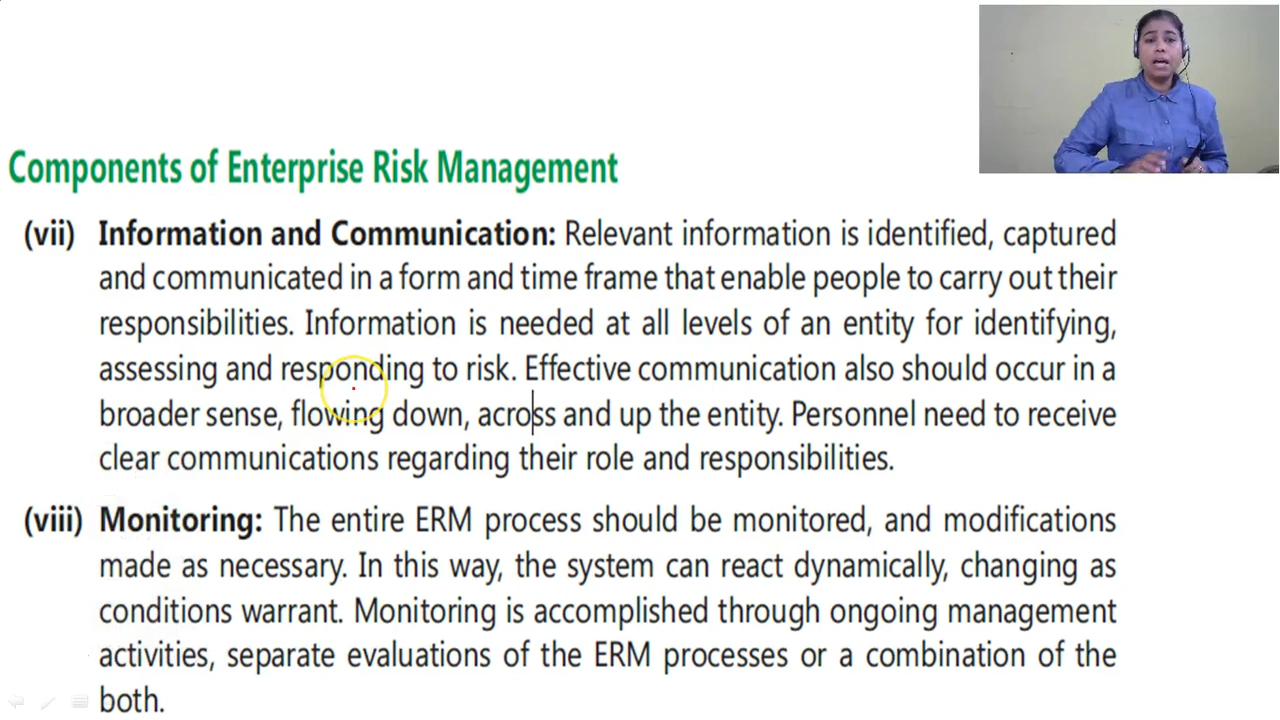 Components of Enterprise Risk Management
(vii) Information and Communication: Relevant information is identified, captured
and communicated in a form and time frame that enable people to carry out their
responsibilities. Information is needed at all levels of an entity for identifying,
assessing and responding to risk. Effective communication also should occur in a
broader sense, flowing down, across and up the entity. Personnel need to receive
clear communications regarding their role and responsibilities.
(viii) Monitoring: The entire ERM process should be monitored, and modifications
made as necessary. In this way, the system can react dynamically, changing as
conditions warrant. Monitoring is accomplished through ongoing management
activities, separate evaluations of the ERM processes or a combination of the
both.